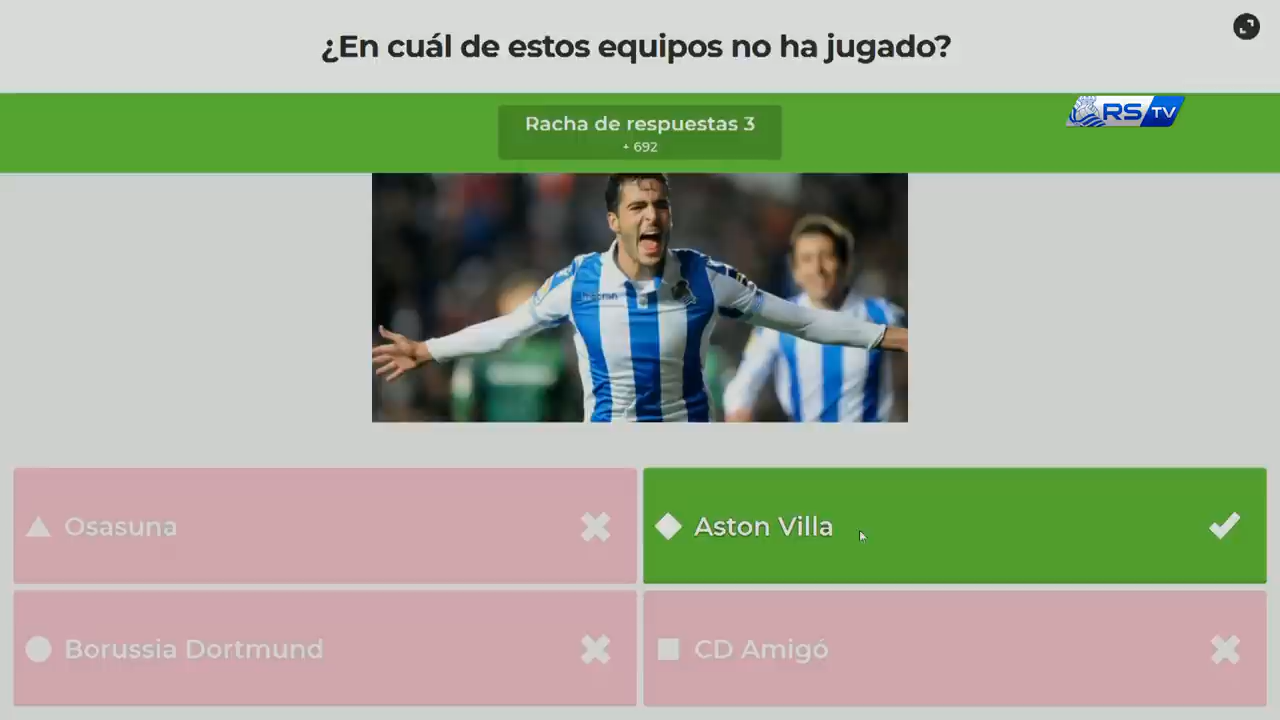 ¿En cuál de estos equipos no ha jugado?
RS TV
Racha de respuestas 3
+ 692
Osasuna
Aston Villa
Borussia Dortmund
CD Amigó